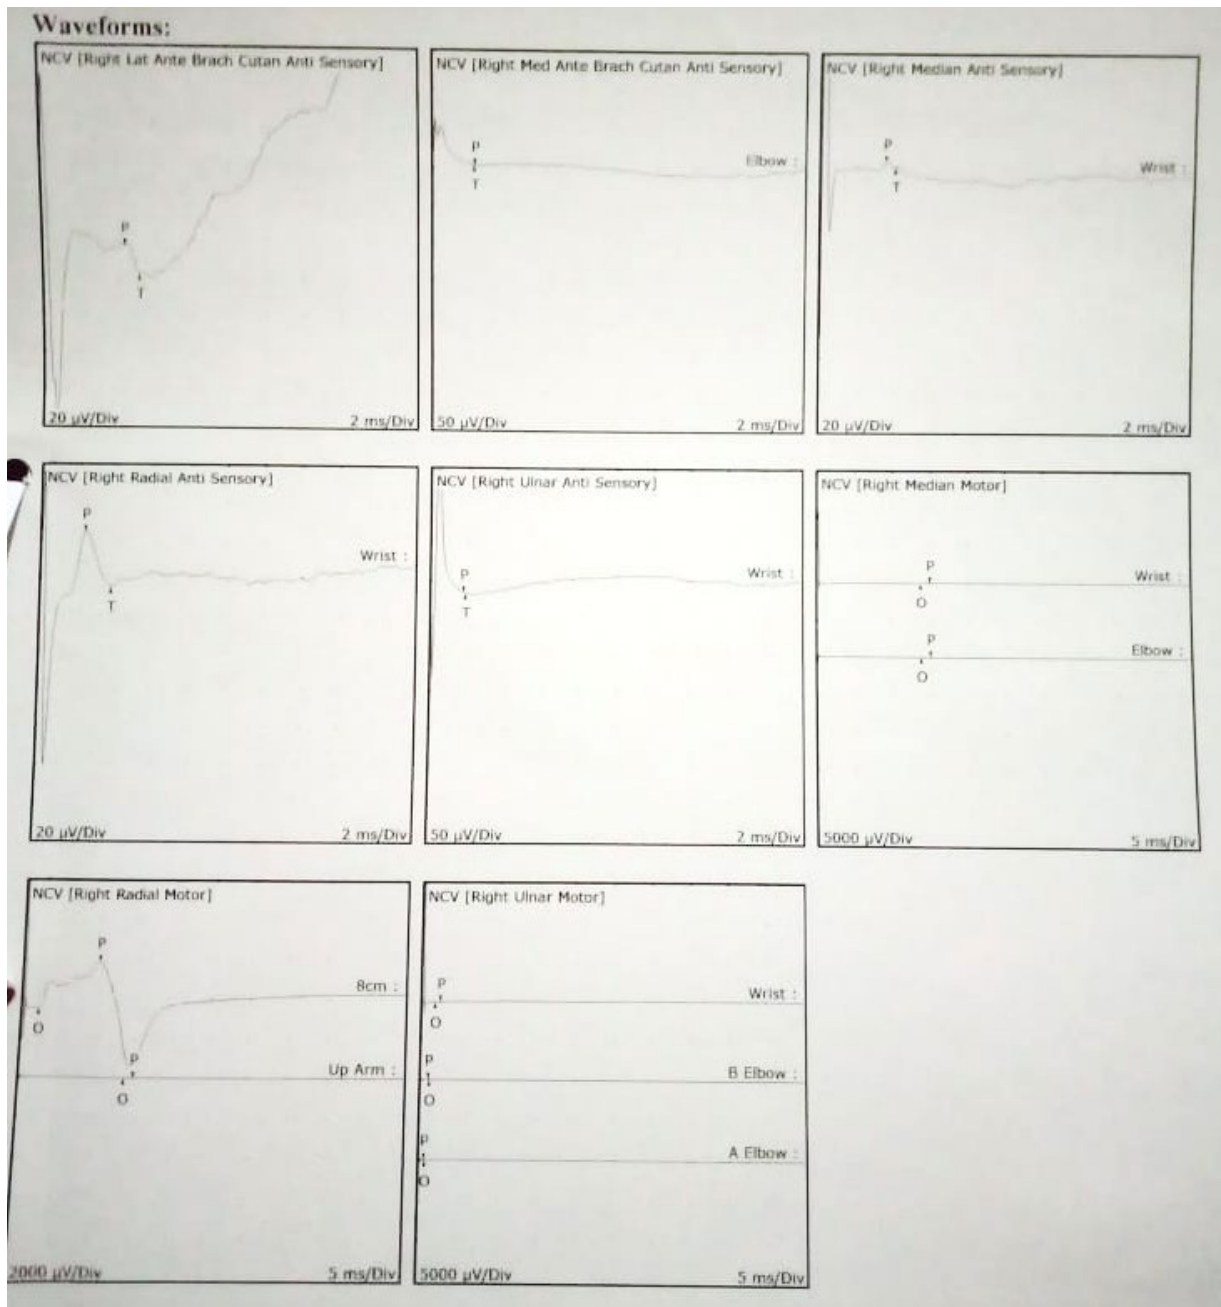 Waveforms:
NCV [Right Lat Ante Brach Cutan Anti Sensory]
P
T
20 µV/Div
2 ms/Div
NCV [Right Med Ante Brach Cutan Anti Sensory]
P
Elbow :
T
50 µV/Div
2 ms/Div
NCV [Right Median Anti Sensory]
P
Wrist :
T
20 µV/Div
2 ms/Div
NCV [Right Radial Anti Sensory]
P
Wrist :
T
20 µV/Div
2 ms/Div
NCV [Right Ulnar Anti Sensory]
P
Wrist :
T
50 µV/Div
2 ms/Div
NCV [Right Median Motor]
P
Wrist :
O
P
Elbow :
O
5000 µV/Div
5 ms/Div
NCV [Right Radial Motor]
P
8cm :
O
P
Up Arm :
O
2000 µV/Div
5 ms/Div
NCV [Right Ulnar Motor]
P
Wrist :
O
P
B Elbow :
O
P
A Elbow :
O
5000 µV/Div
5 ms/Div